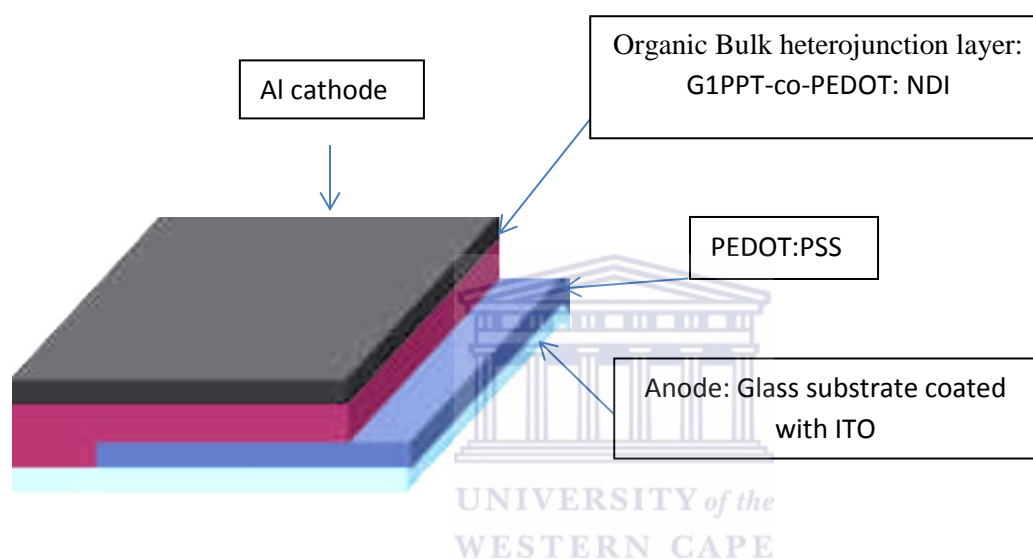 Organic Bulk heterojunction layer:
G1PPT-co-PEDOT: NDI
Al cathode
PEDOT:PSS
Anode: Glass substrate coated
with ITO
UNIVERSITY of the
WESTERN CAPE